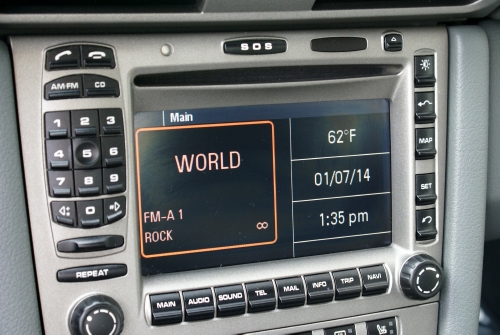 SOS
AM·FM CD
1 2 3
4 5 6
7 8 9
0
REPEAT
Main
WORLD
FM-A 1
ROCK
∞
62°F
01/07/14
1:35 pm
MAP
SET
MAIN AUDIO SOUND TEL MAIL INFO TRIP NAVI